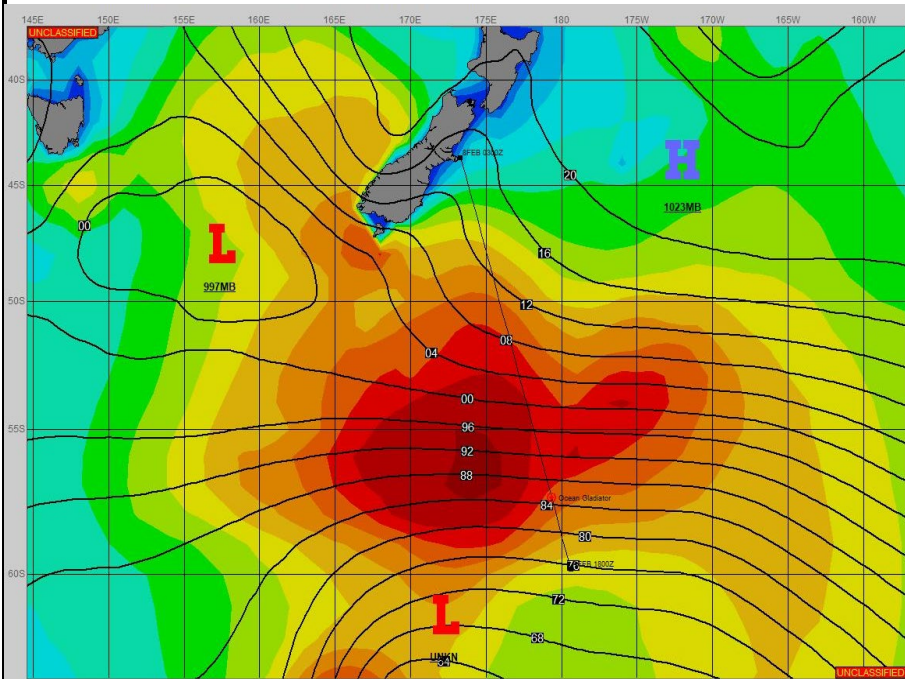 145E 150E 155E 160E 165E 170E 175E 180 175W 170W 165W 160W
UNCLASSIFIED
40S
8FEB 0300Z
H
45S
20
1023MB
00
L
16
997MB
50S
12
08
04
00
55S
96
92
88
Ocean Gladiator
84
80
76
60S
72
L
68
UNKN
64
UNCLASSIFIED